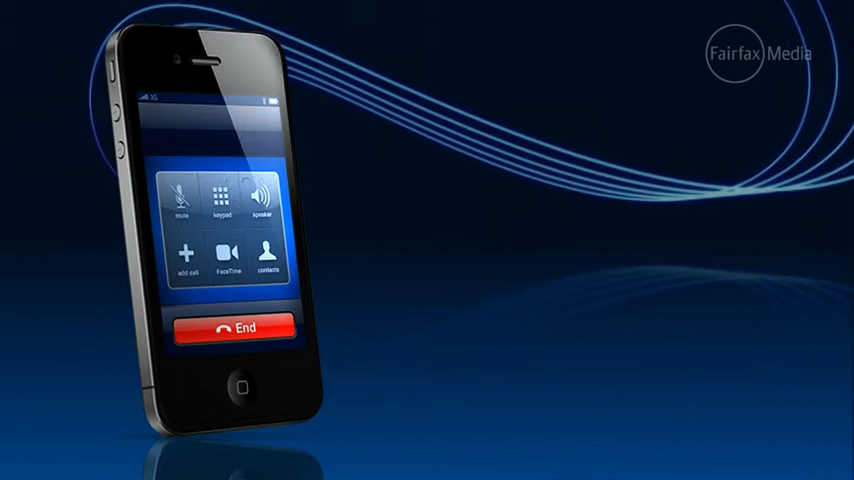 Fairfax Media
3G
mute keypad speaker
add call FaceTime contacts
End